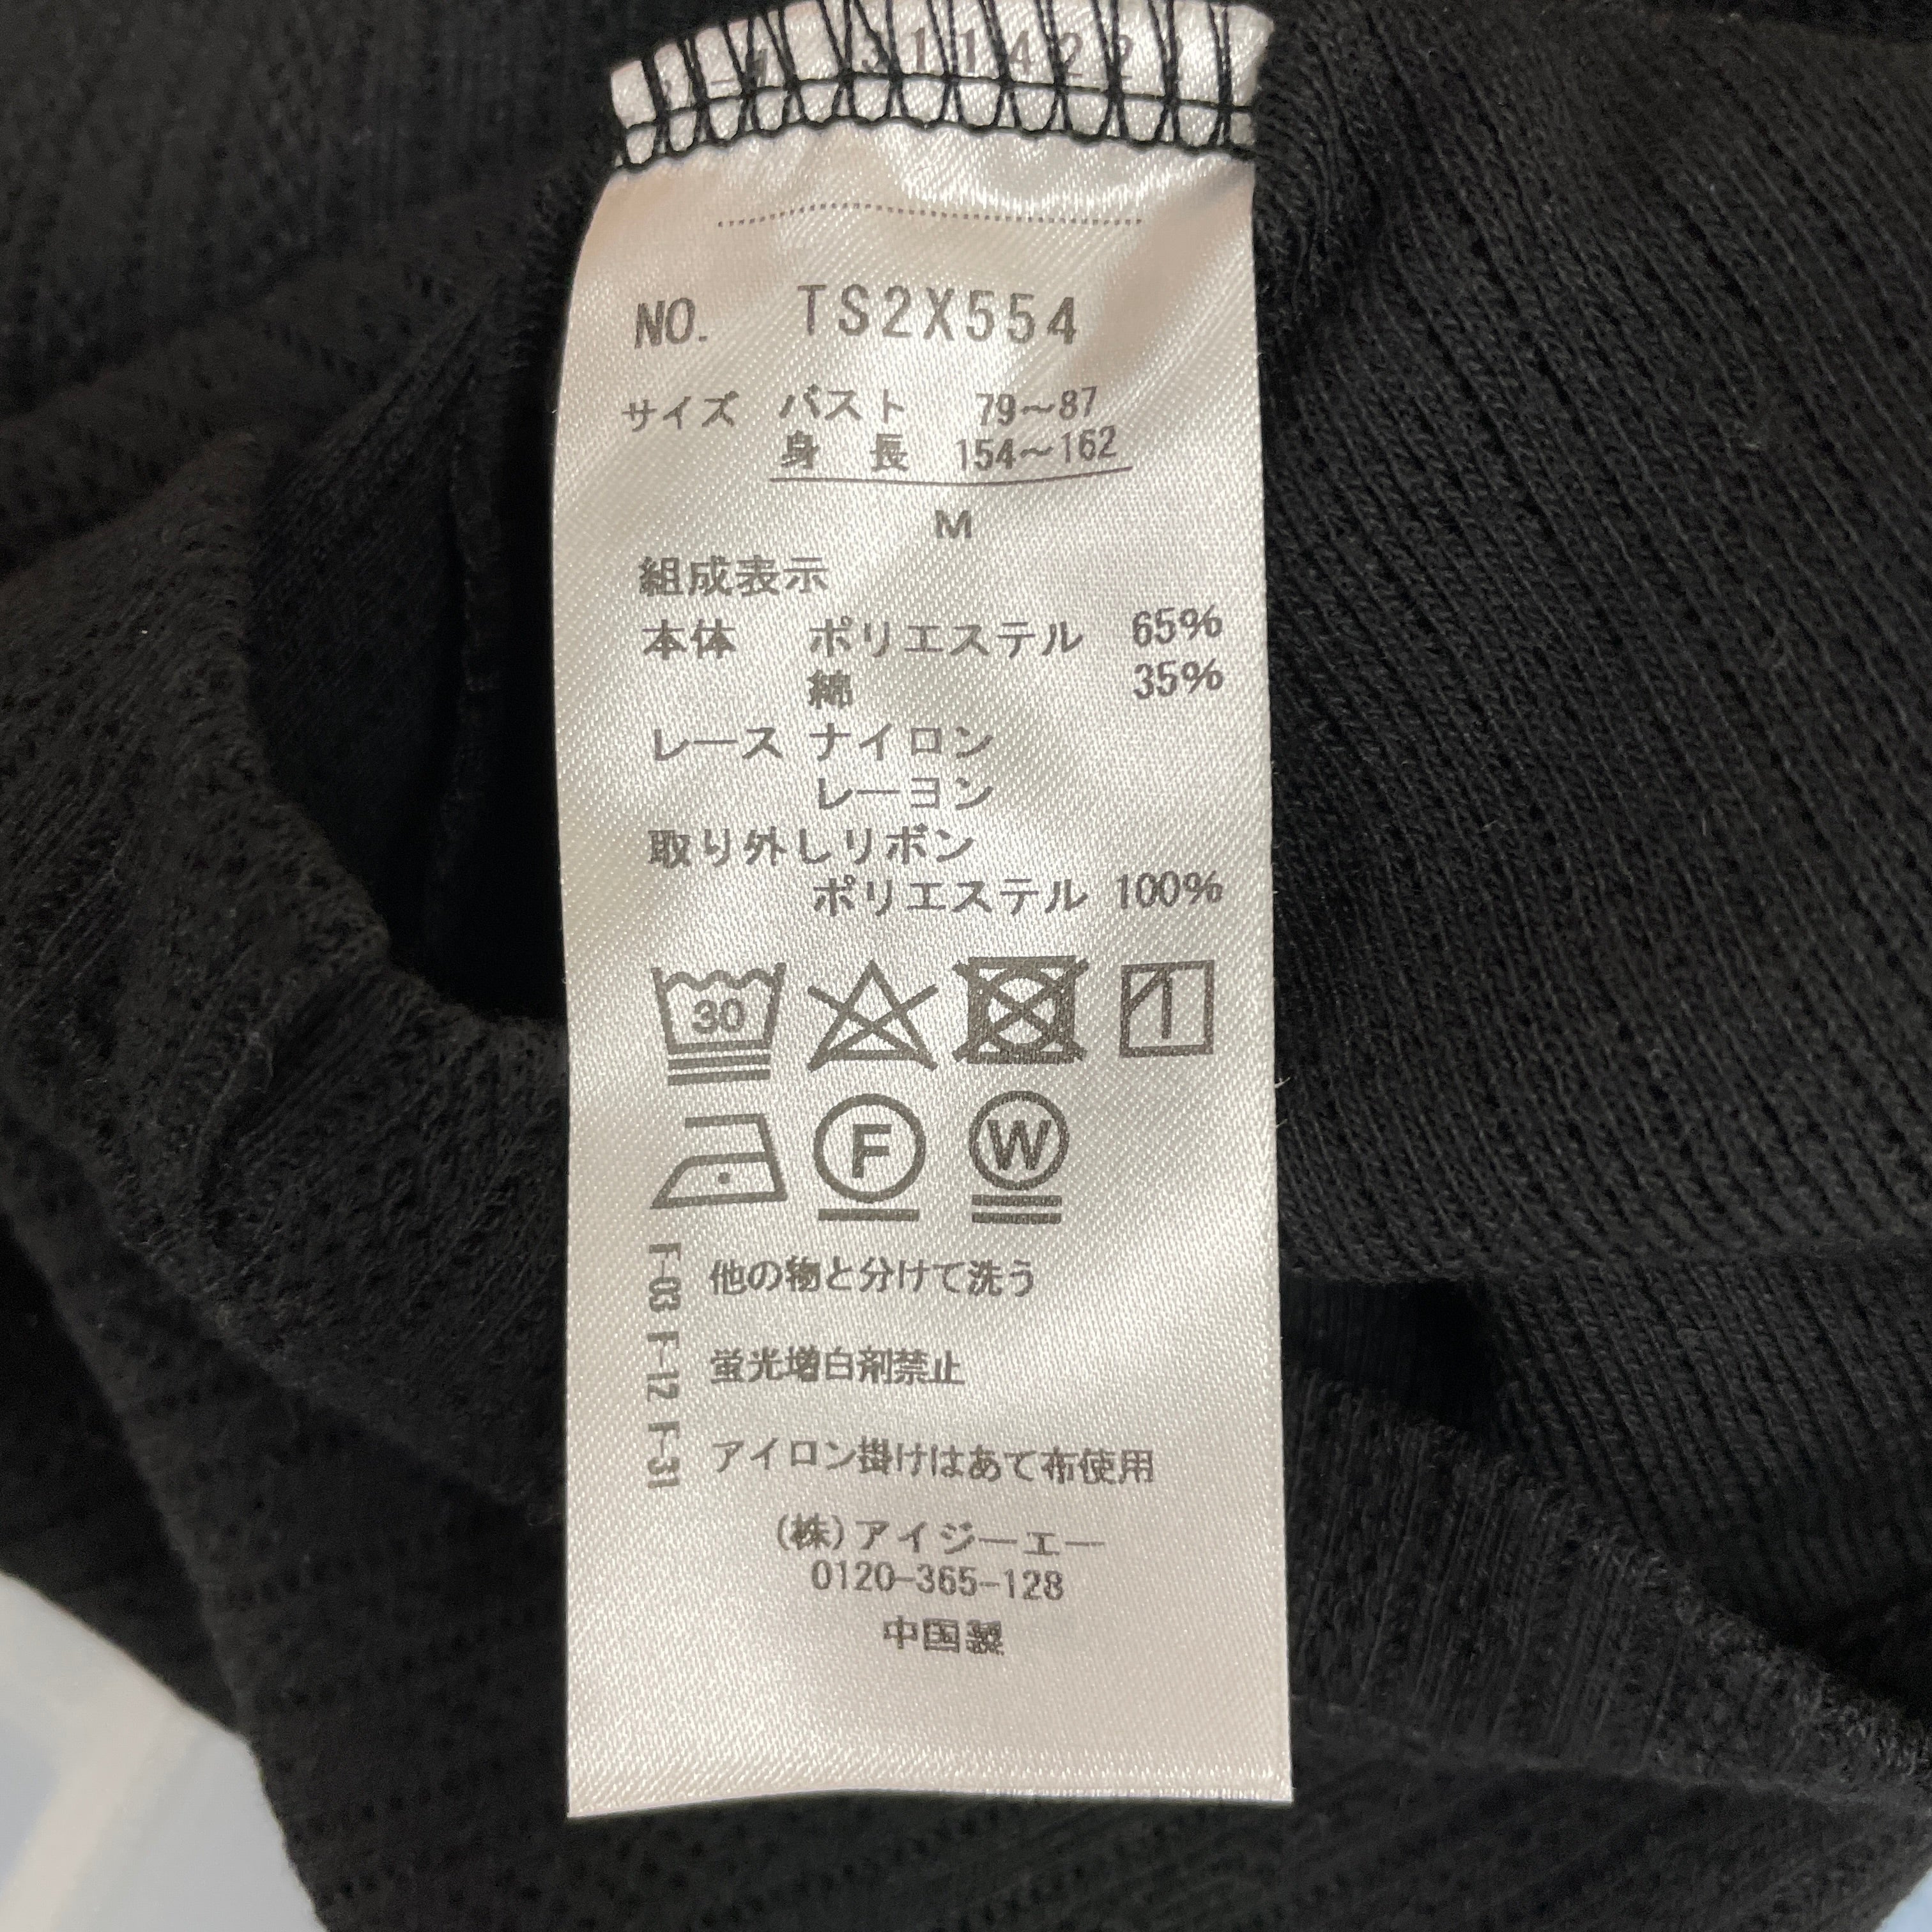 311422
NO. TS2X554
サイズ バスト 79〜87
身長 154〜162
M
組成表示
本体 ポリエステル 65%
綿 35%
レース ナイロン
レーヨン
取り外しリボン
ポリエステル 100%
30
F W
F-03 F-12 F-31
他の物と分けて洗う
蛍光増白剤禁止
アイロン掛けはあて布使用
(株)アイジーエー
0120-365-128
中国製